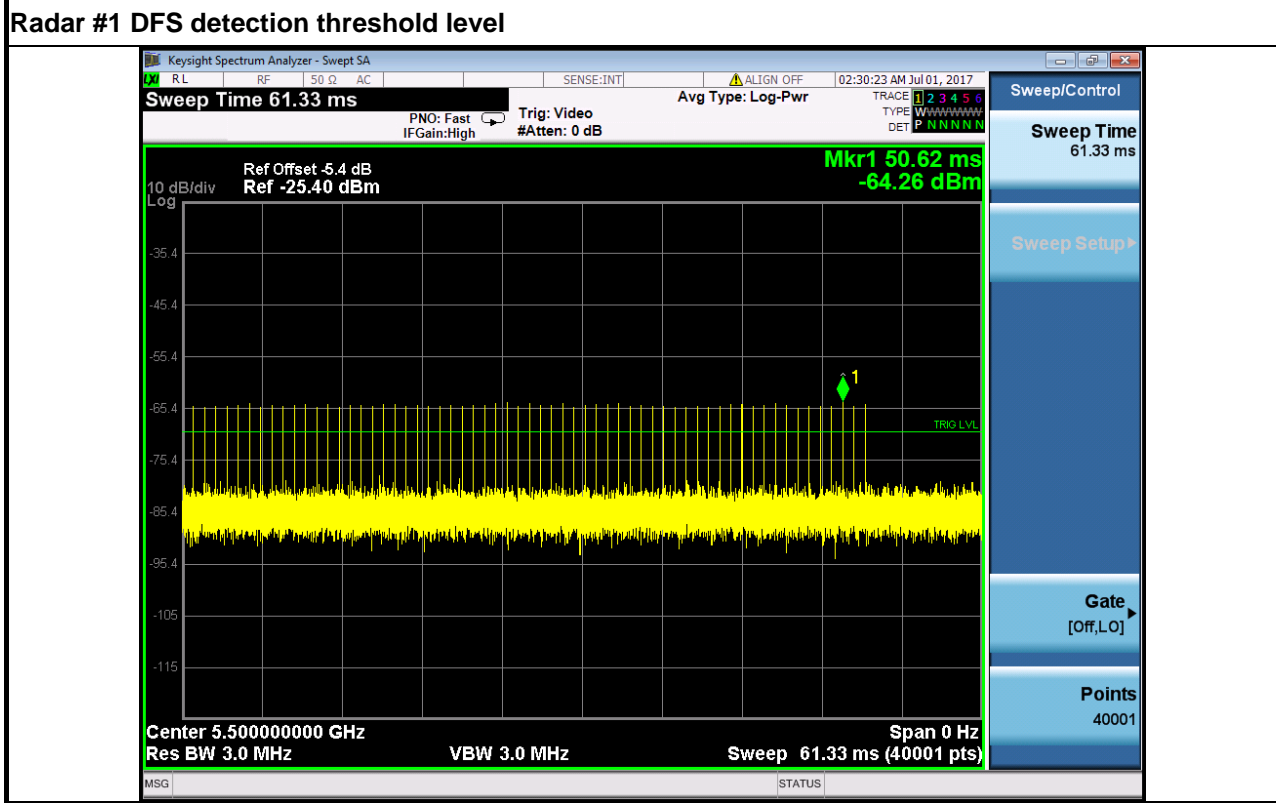 Radar #1 DFS detection threshold level
Keysight Spectrum Analyzer - Swept SA
LXI RL RF 50 Ω AC SENSE:INT ALIGN OFF 02:30:23 AM Jul 01, 2017
Sweep Time 61.33 ms
PNO: Fast
IFGain:High
Trig: Video
#Atten: 0 dB
Avg Type: Log-Pwr
TRACE 1 2 3 4 5 6
TYPE WWWWWW
DET P N N N N N
Mkr1 50.62 ms
-64.26 dBm
Ref Offset -5.4 dB
10 dB/div Ref -25.40 dBm
Log
-35.4
-45.4
-55.4
1
-65.4
TRIG LVL
-75.4
-85.4
-95.4
-105
-115
Center 5.500000000 GHz Span 0 Hz
Res BW 3.0 MHz VBW 3.0 MHz Sweep 61.33 ms (40001 pts)
MSG STATUS
Sweep/Control
Sweep Time
61.33 ms
Sweep Setup
Gate
[Off,LO]
Points
40001